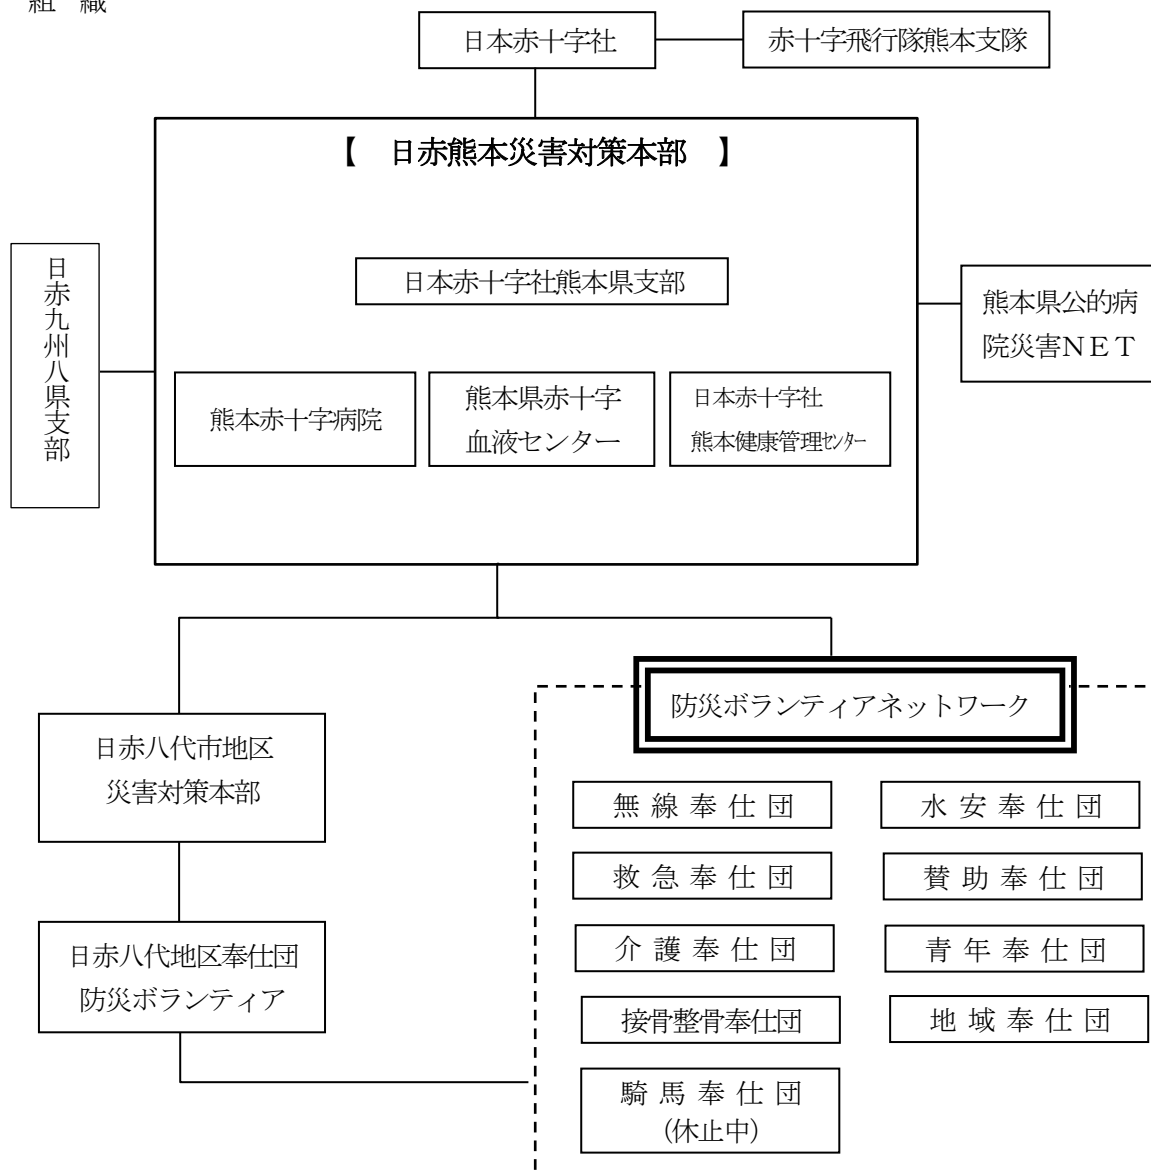 組　織
日本赤十字社
赤十字飛行隊熊本支隊
【　日赤熊本災害対策本部　】
日赤九州八県支部
日本赤十字社熊本県支部
熊本県公的病
院災害ＮＥＴ
熊本赤十字病院
熊本県赤十字
血液センター
日本赤十字社
熊本健康管理ｾﾝﾀｰ
防災ボランティアネットワーク
日赤八代市地区
災害対策本部
日赤八代地区奉仕団
防災ボランティア
無 線 奉 仕 団
水 安 奉 仕 団
救 急 奉 仕 団
賛 助 奉 仕 団
介 護 奉 仕 団
青 年 奉 仕 団
接骨整骨奉仕団
地 域 奉 仕 団
騎 馬 奉 仕 団
(休止中)